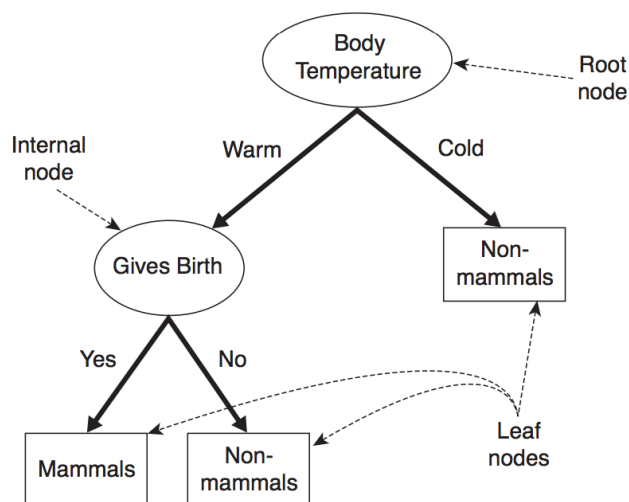 Body
Temperature
Root
node
Internal
node
Warm
Cold
Gives Birth
Non-
mammals
Yes
No
Mammals
Non-
mammals
Leaf
nodes